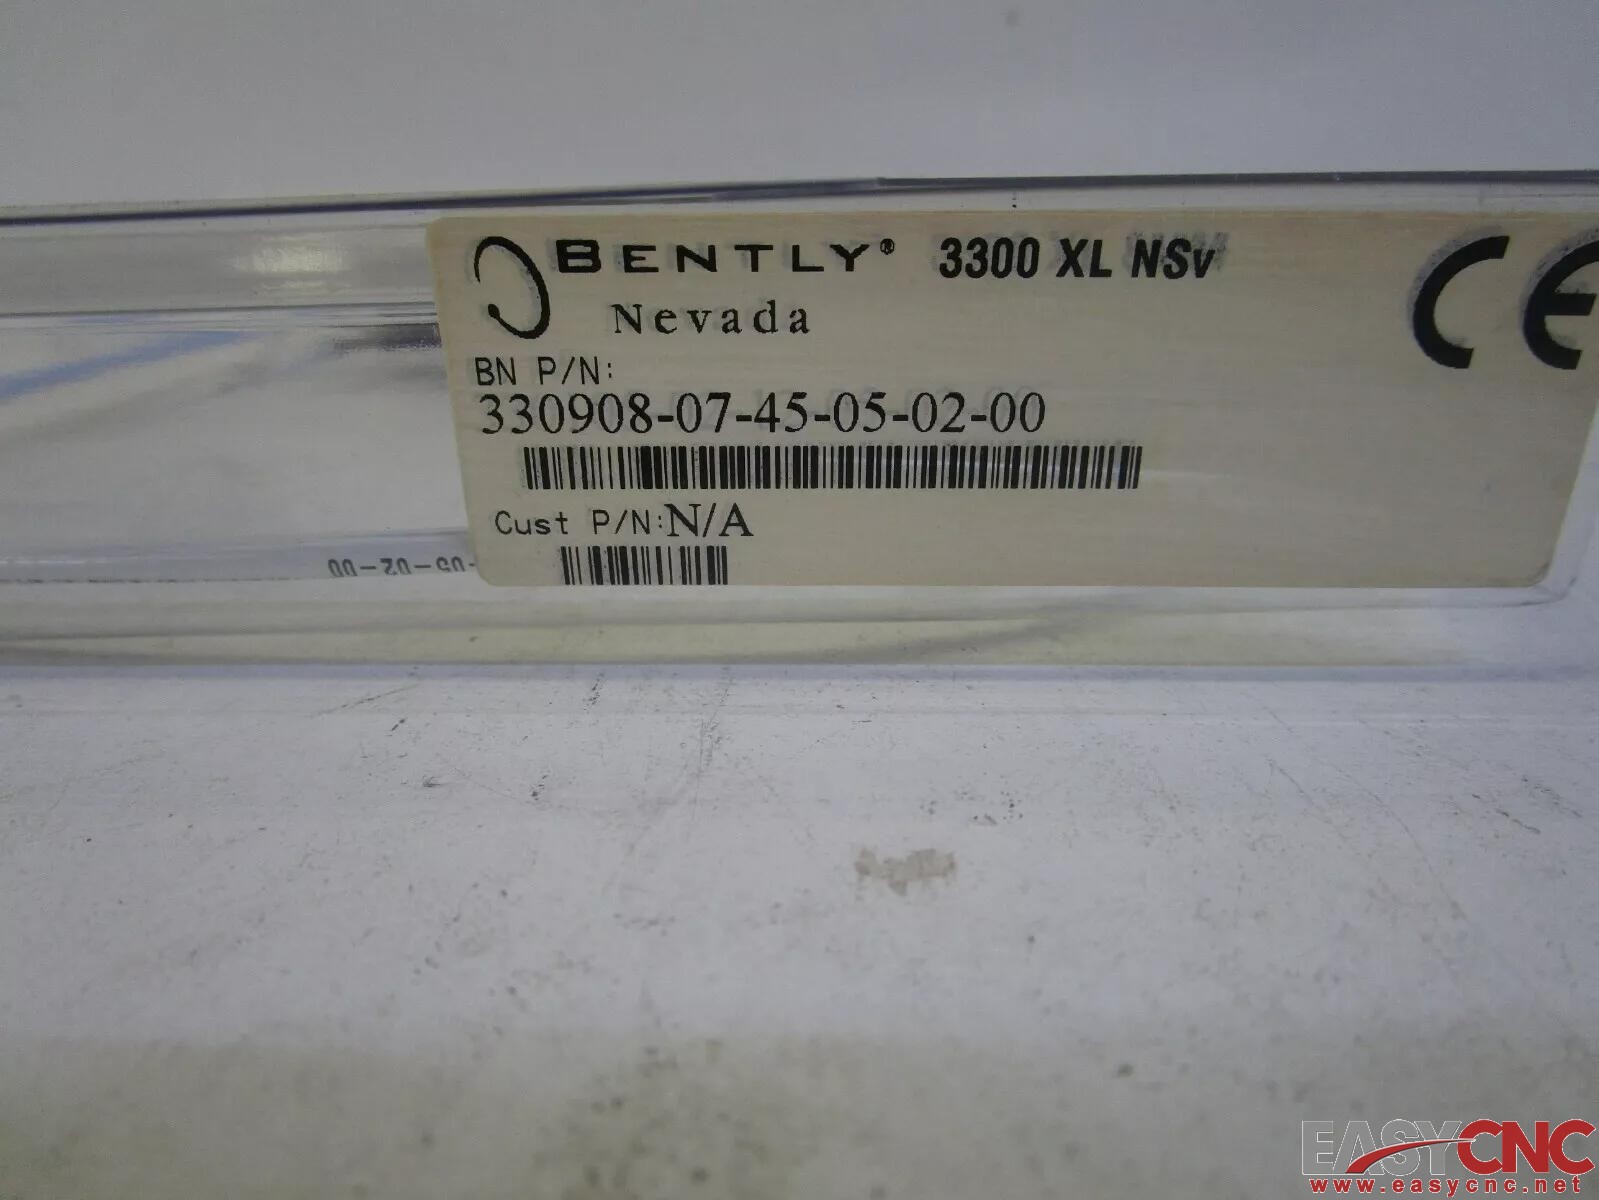 BENTLY® 3300 XL NSv
Nevada
CE
BN P/N:
330908-07-45-05-02-00
Cust P/N:N/A
-05-02-00
EASYCNC
www.easycnc.net